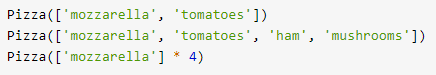 Pizza(['mozzarella', 'tomatoes'])
Pizza(['mozzarella', 'tomatoes', 'ham', 'mushrooms'])
Pizza(['mozzarella'] * 4)